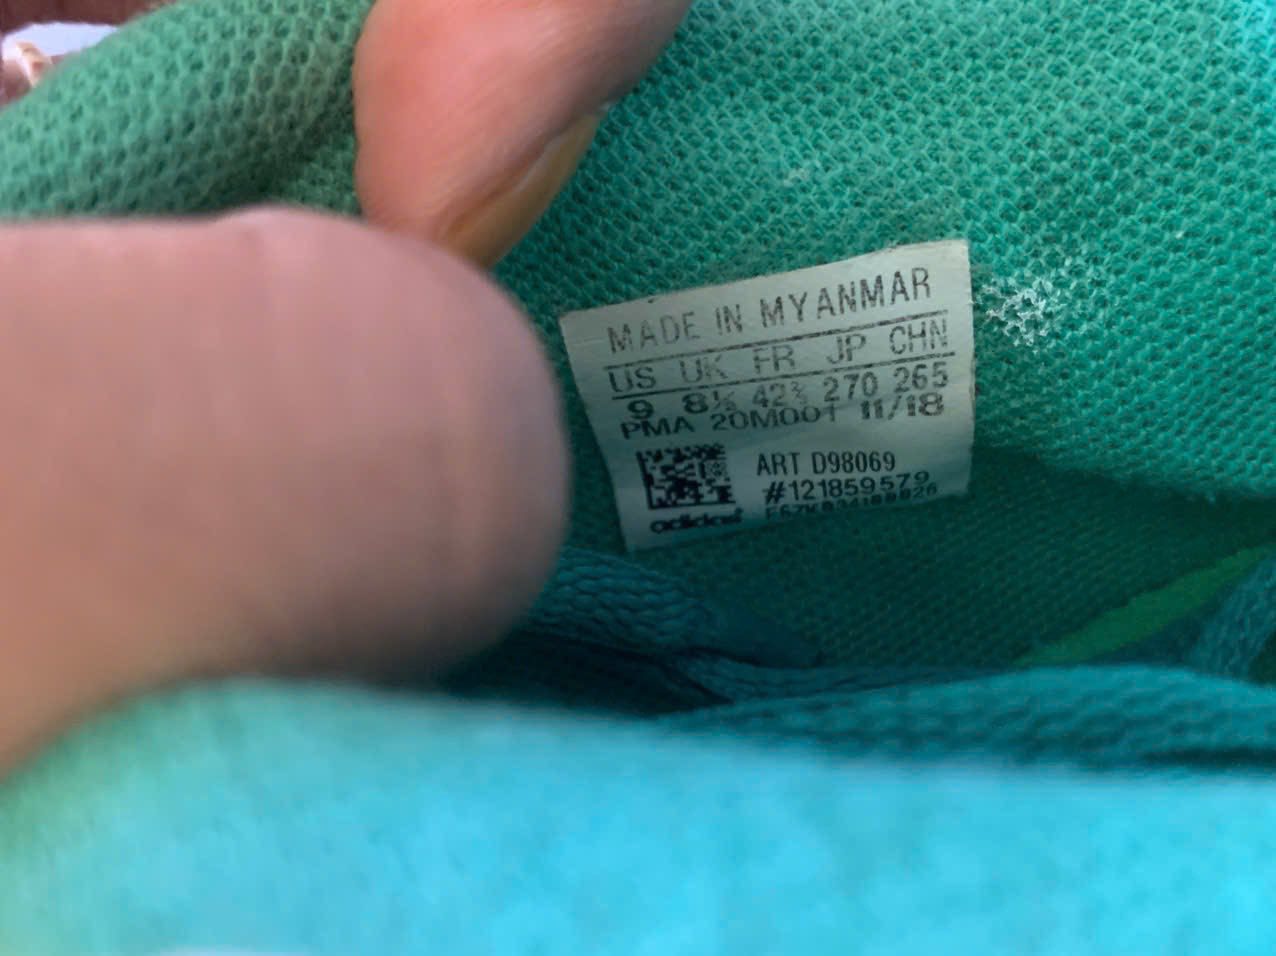 MADE IN MYANMAR
US UK FR JP CHN
9 8½ 42⅔ 270 265
PMA 20M001 11/18
ART D98069
#121859579
adidas